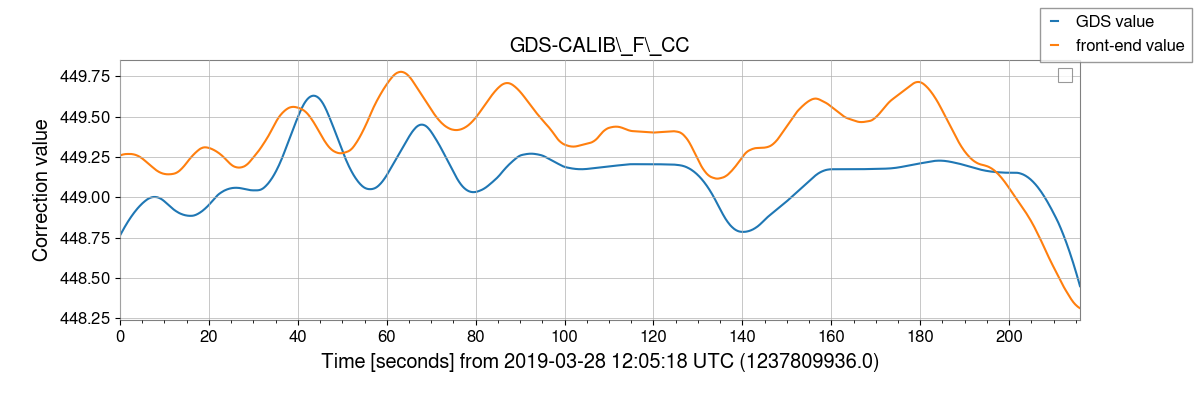 GDS value
front-end value
GDS-CALIB\_F\_CC
Correction value
449.75
449.50
449.25
449.00
448.75
448.50
448.25
0 20 40 60 80 100 120 140 160 180 200
Time [seconds] from 2019-03-28 12:05:18 UTC (1237809936.0)